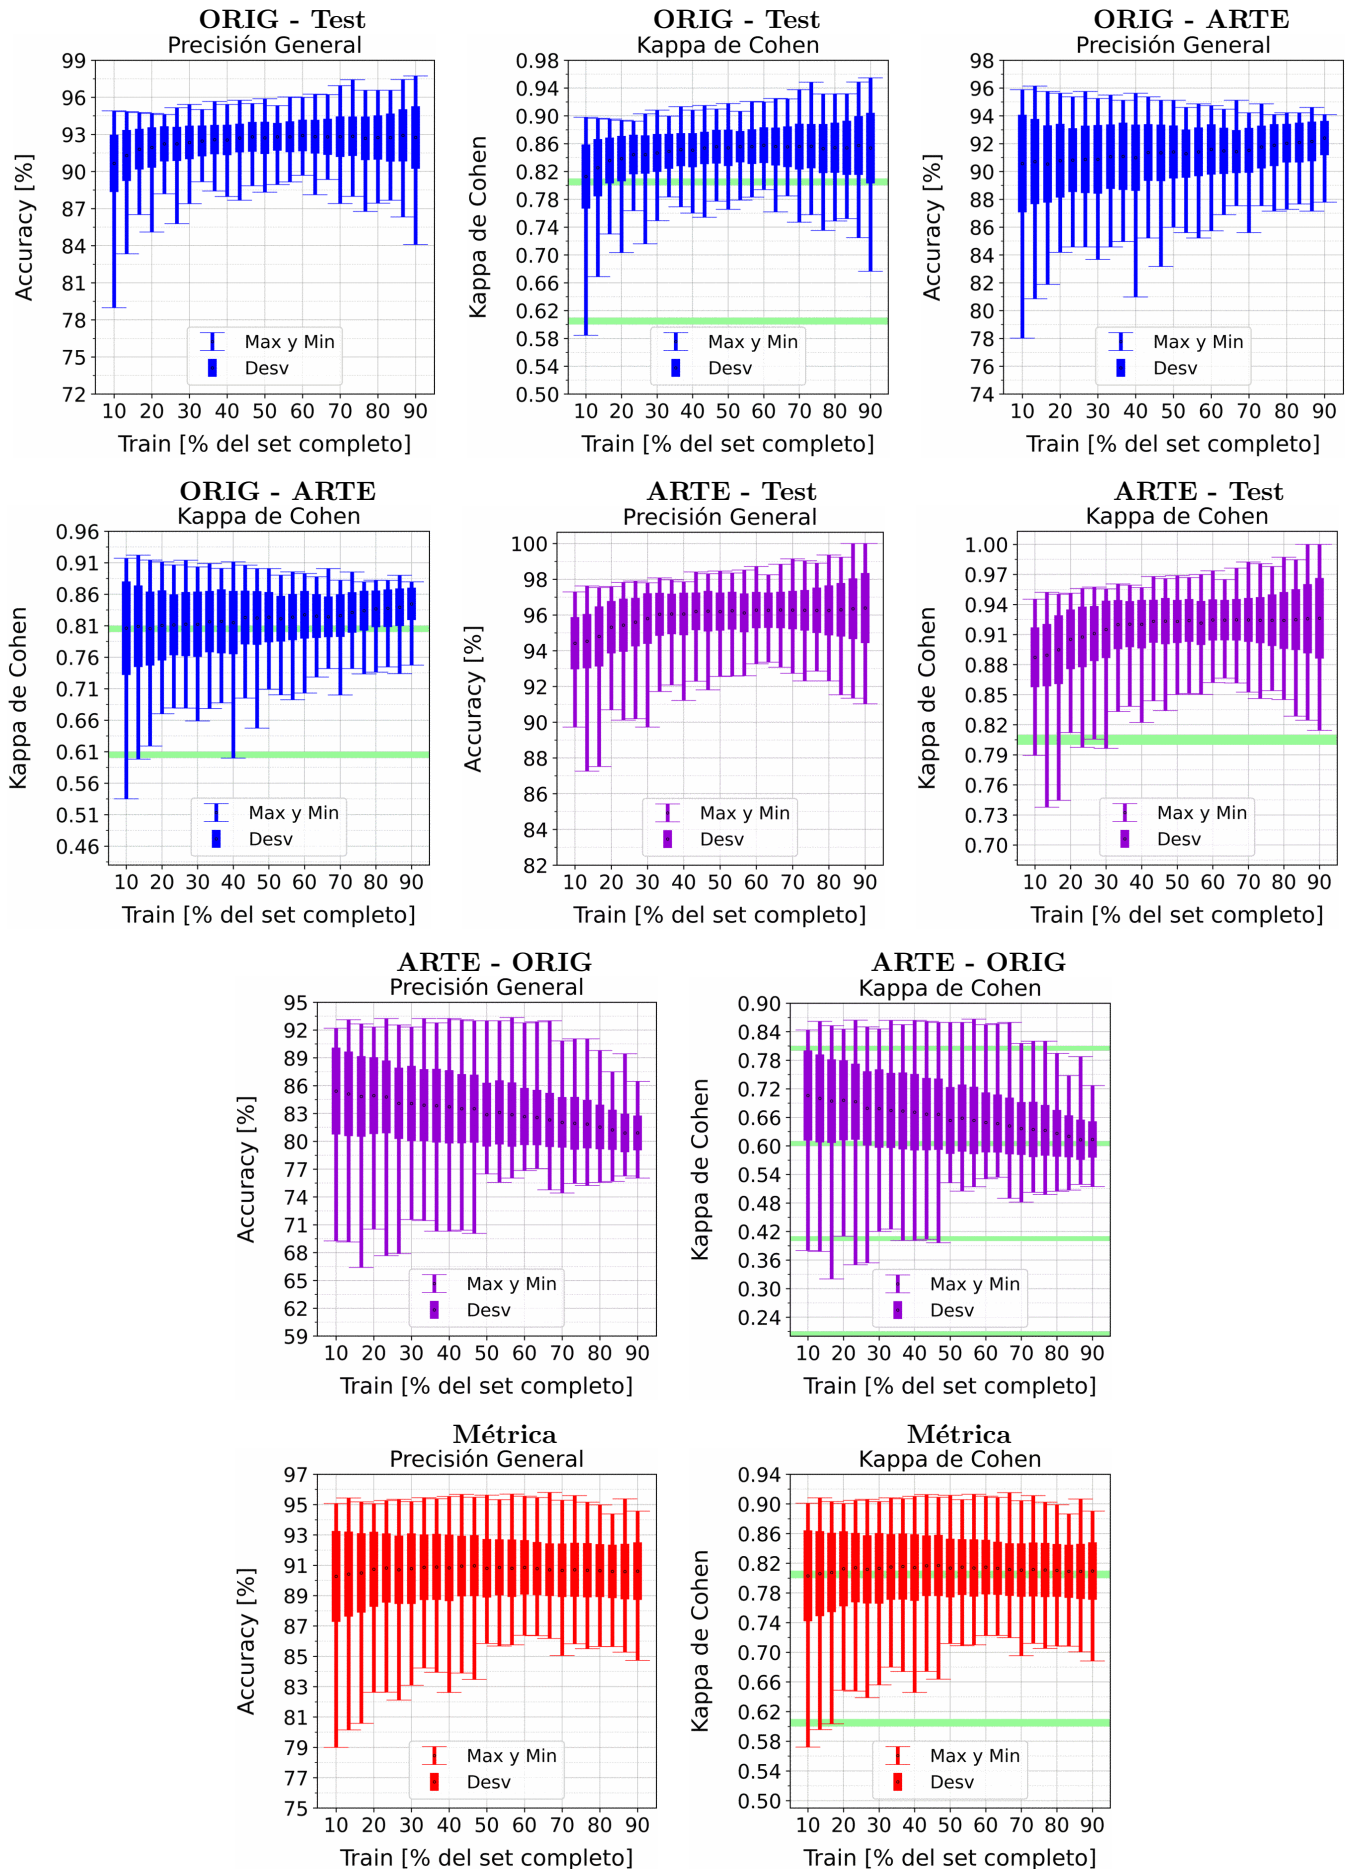 ORIG - Test
Precisión General
Accuracy [%]
99
96
93
90
87
84
81
78
75
72
Max y Min
Desv
10 20 30 40 50 60 70 80 90
Train [% del set completo]
ORIG - Test
Kappa de Cohen
Kappa de Cohen
0.98
0.94
0.90
0.86
0.82
0.78
0.74
0.70
0.66
0.62
0.58
0.54
0.50
Max y Min
Desv
10 20 30 40 50 60 70 80 90
Train [% del set completo]
ORIG - ARTE
Precisión General
Accuracy [%]
98
96
94
92
90
88
86
84
82
80
78
76
74
Max y Min
Desv
10 20 30 40 50 60 70 80 90
Train [% del set completo]
ORIG - ARTE
Kappa de Cohen
Kappa de Cohen
0.96
0.91
0.86
0.81
0.76
0.71
0.66
0.61
0.56
0.51
0.46
Max y Min
Desv
10 20 30 40 50 60 70 80 90
Train [% del set completo]
ARTE - Test
Precisión General
Accuracy [%]
100
98
96
94
92
90
88
86
84
82
Max y Min
Desv
10 20 30 40 50 60 70 80 90
Train [% del set completo]
ARTE - Test
Kappa de Cohen
Kappa de Cohen
1.00
0.97
0.94
0.91
0.88
0.85
0.82
0.79
0.76
0.73
0.70
Max y Min
Desv
10 20 30 40 50 60 70 80 90
Train [% del set completo]
ARTE - ORIG
Precisión General
Accuracy [%]
95
92
89
86
83
80
77
74
71
68
65
62
59
Max y Min
Desv
10 20 30 40 50 60 70 80 90
Train [% del set completo]
ARTE - ORIG
Kappa de Cohen
Kappa de Cohen
0.90
0.84
0.78
0.72
0.66
0.60
0.54
0.48
0.42
0.36
0.30
0.24
Max y Min
Desv
10 20 30 40 50 60 70 80 90
Train [% del set completo]
Métrica
Precisión General
Accuracy [%]
97
95
93
91
89
87
85
83
81
79
77
75
Max y Min
Desv
10 20 30 40 50 60 70 80 90
Train [% del set completo]
Métrica
Kappa de Cohen
Kappa de Cohen
0.94
0.90
0.86
0.82
0.78
0.74
0.70
0.66
0.62
0.58
0.54
0.50
Max y Min
Desv
10 20 30 40 50 60 70 80 90
Train [% del set completo]